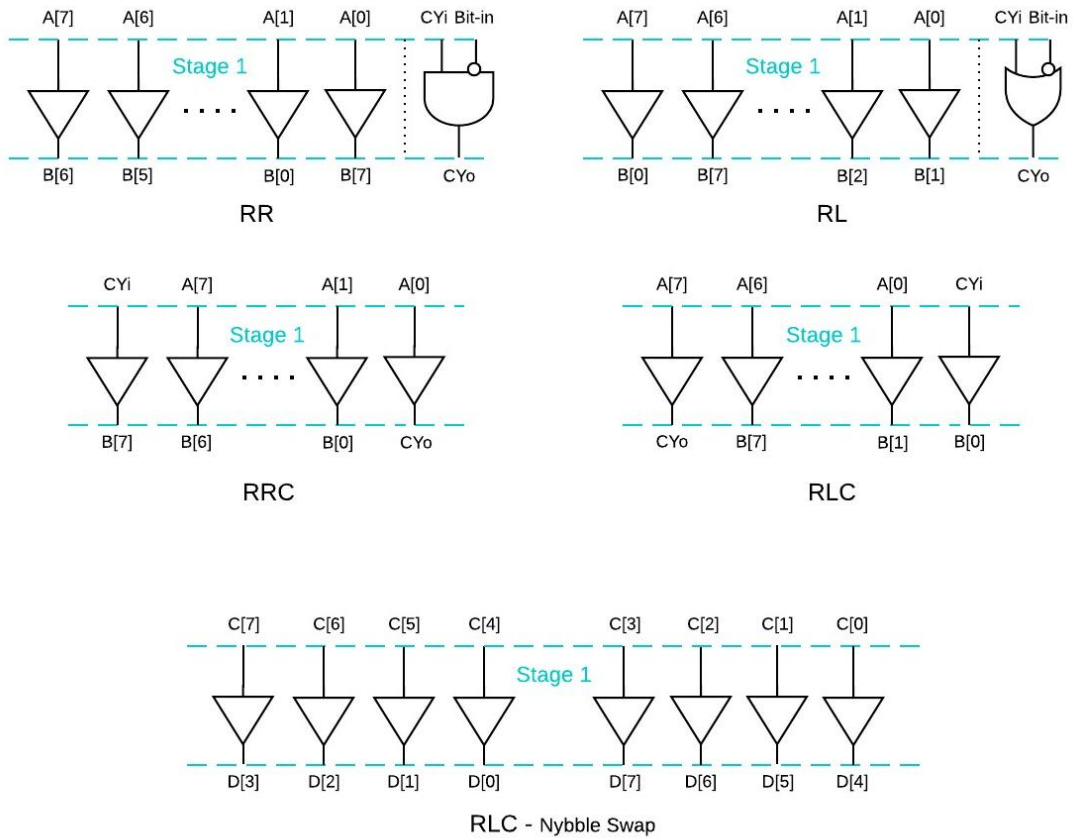 A[7] A[6] A[1] A[0] CYi Bit-in
Stage 1
B[6] B[5] B[0] B[7] CYo
RR
A[7] A[6] A[1] A[0] CYi Bit-in
Stage 1
B[0] B[7] B[2] B[1] CYo
RL
CYi A[7] A[1] A[0]
Stage 1
B[7] B[6] B[0] CYo
RRC
A[7] A[6] A[0] CYi
Stage 1
CYo B[7] B[1] B[0]
RLC
C[7] C[6] C[5] C[4] C[3] C[2] C[1] C[0]
Stage 1
D[3] D[2] D[1] D[0] D[7] D[6] D[5] D[4]
RLC - Nybble Swap